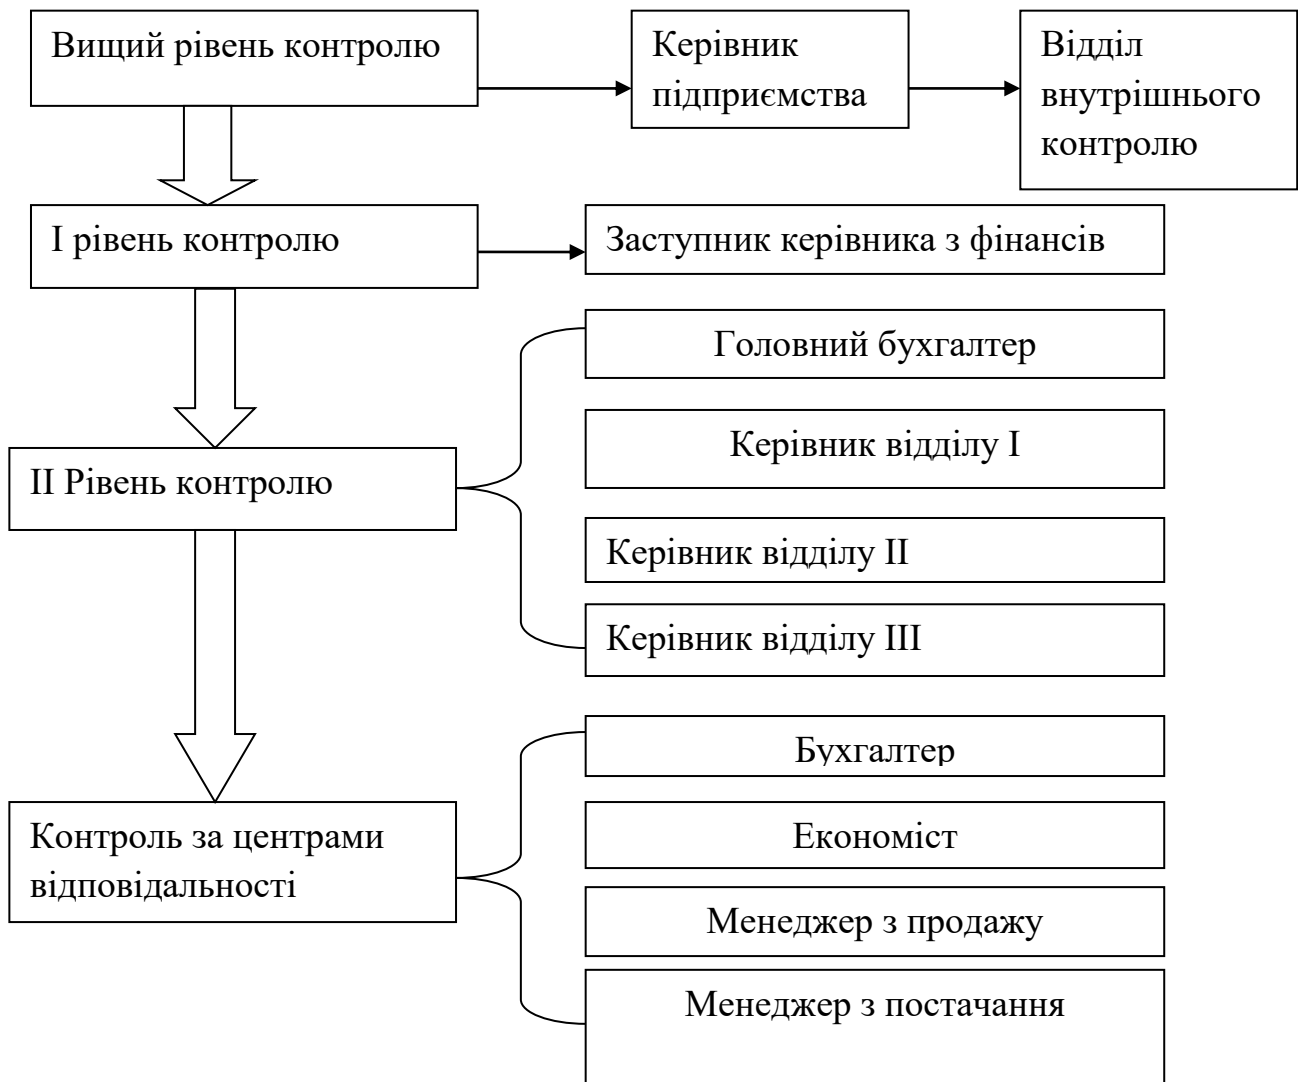 Вищий рівень контролю
Керівник
підприємства
Відділ
внутрішнього
контролю
І рівень контролю
Заступник керівника з фінансів
Головний бухгалтер
Керівник відділу І
ІІ Рівень контролю
Керівник відділу ІІ
Керівник відділу ІІІ
Бухгалтер
Контроль за центрами
відповідальності
Економіст
Менеджер з продажу
Менеджер з постачання